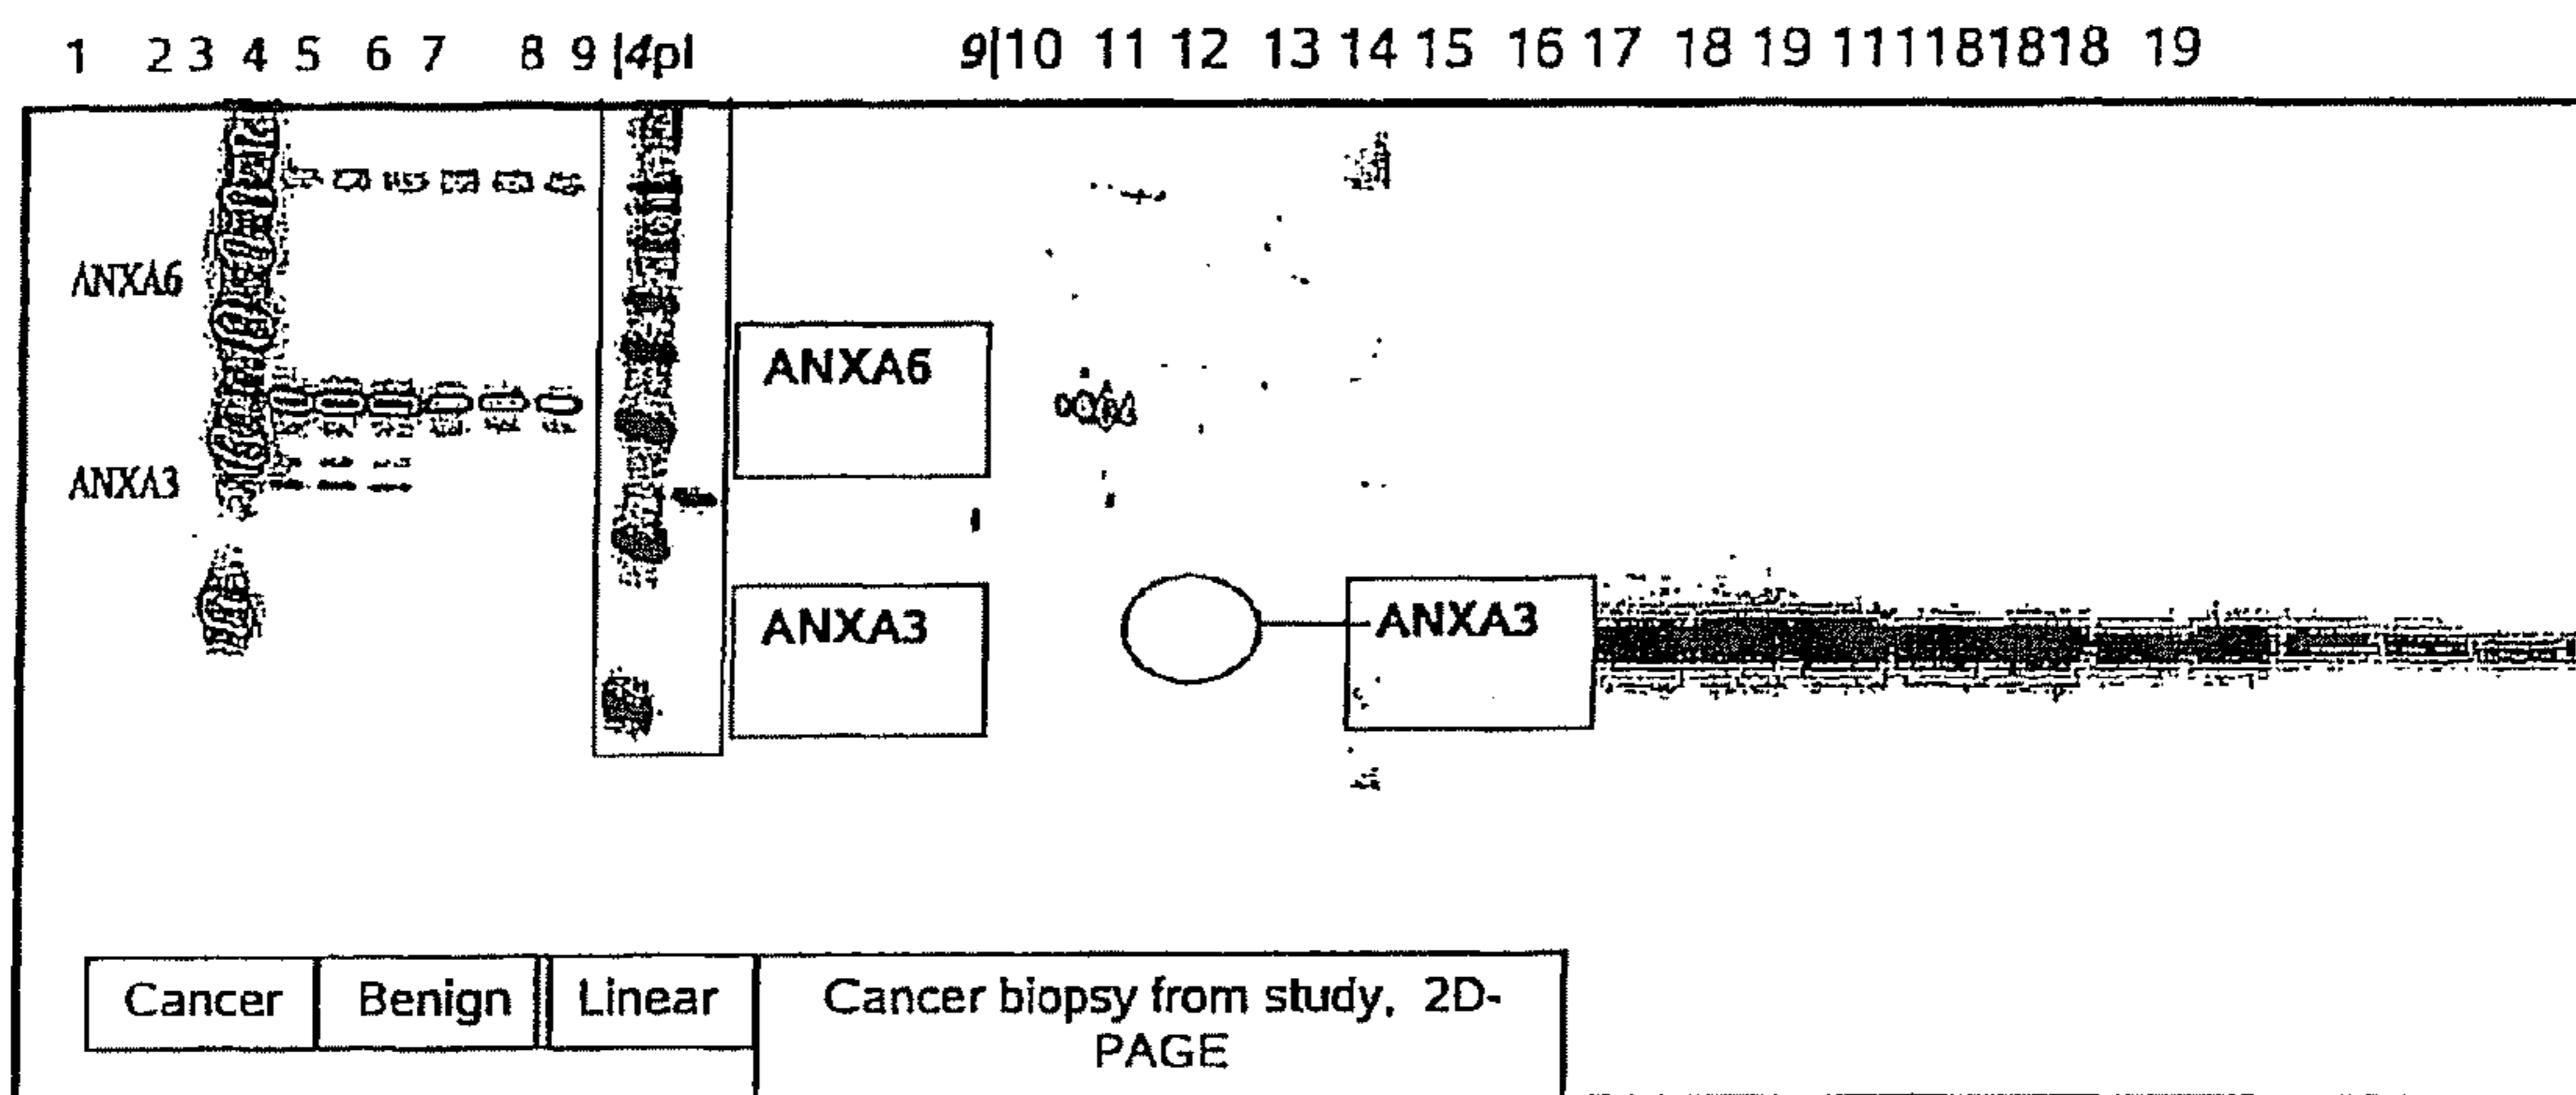 1 2 3 4 5 6 7 8 9 |4pI 9|10 11 12 13 14 15 16 17 18 19 111181818 19
ANXA6
ANXA6
ANXA3
ANXA3
ANXA3
Cancer Benign Linear Cancer biopsy from study, 2D-
PAGE